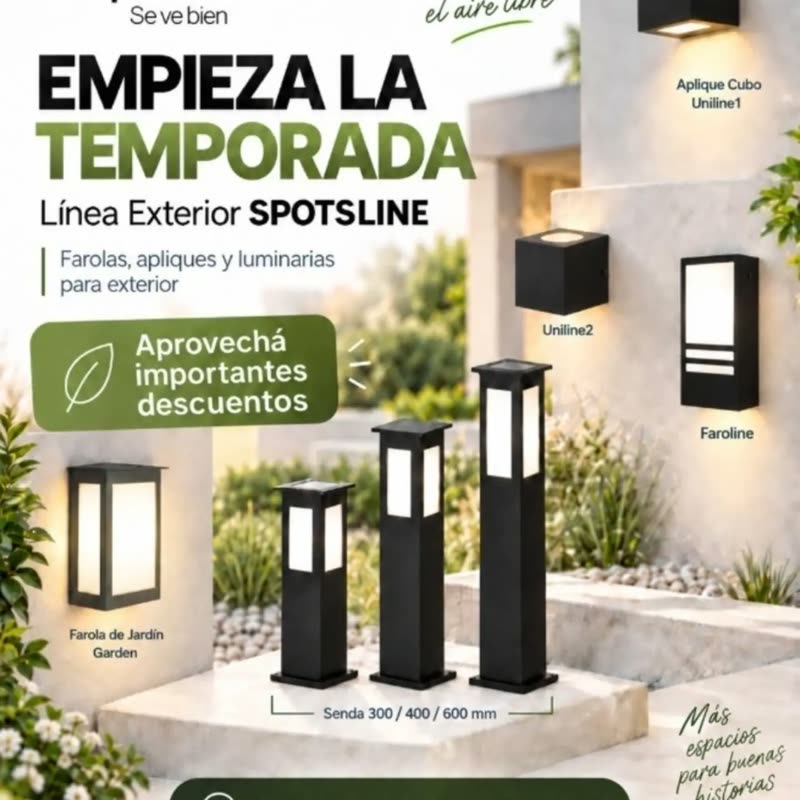 Se ve bien
el aire libre
EMPIEZA LA
TEMPORADA
Línea Exterior SPOTSLINE
Farolas, apliques y luminarias
para exterior
Aprovechá
importantes
descuentos
Aplique Cubo
Uniline1
Uniline2
Faroline
Farola de Jardín
Garden
Senda 300 / 400 / 600 mm
Más
espacios
para buenas
historias